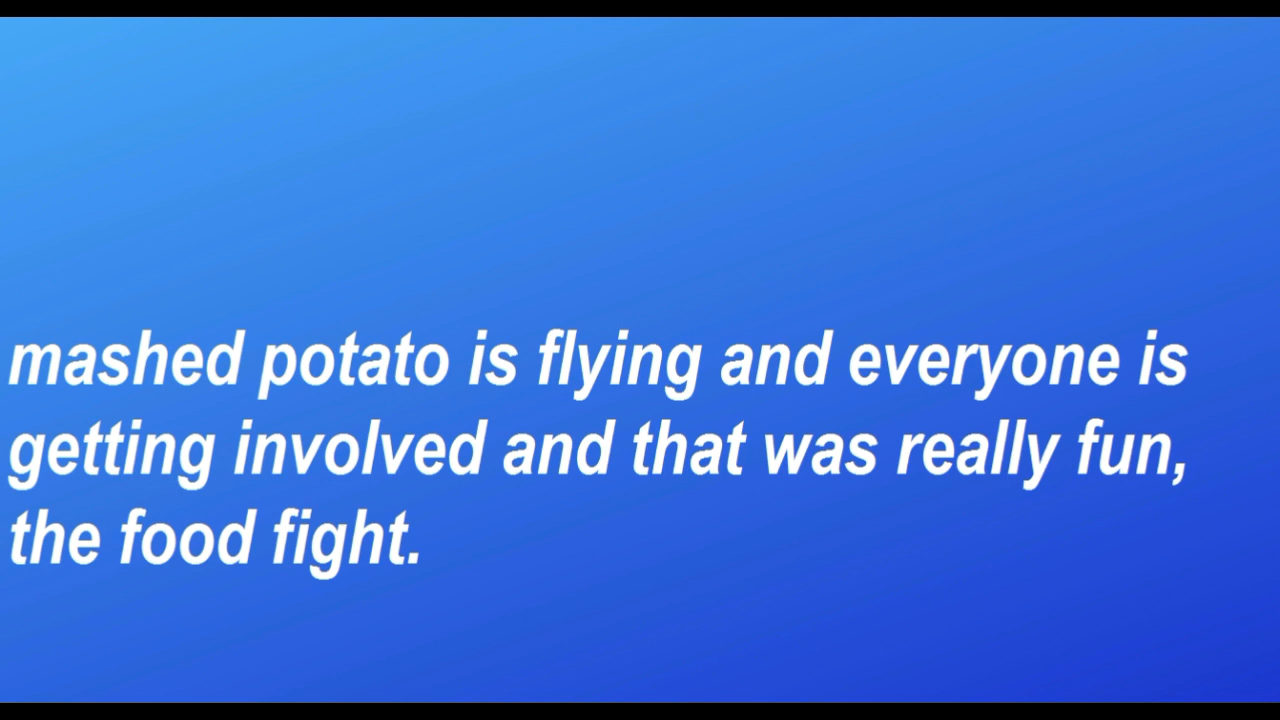 mashed potato is flying and everyone is
getting involved and that was really fun,
the food fight.